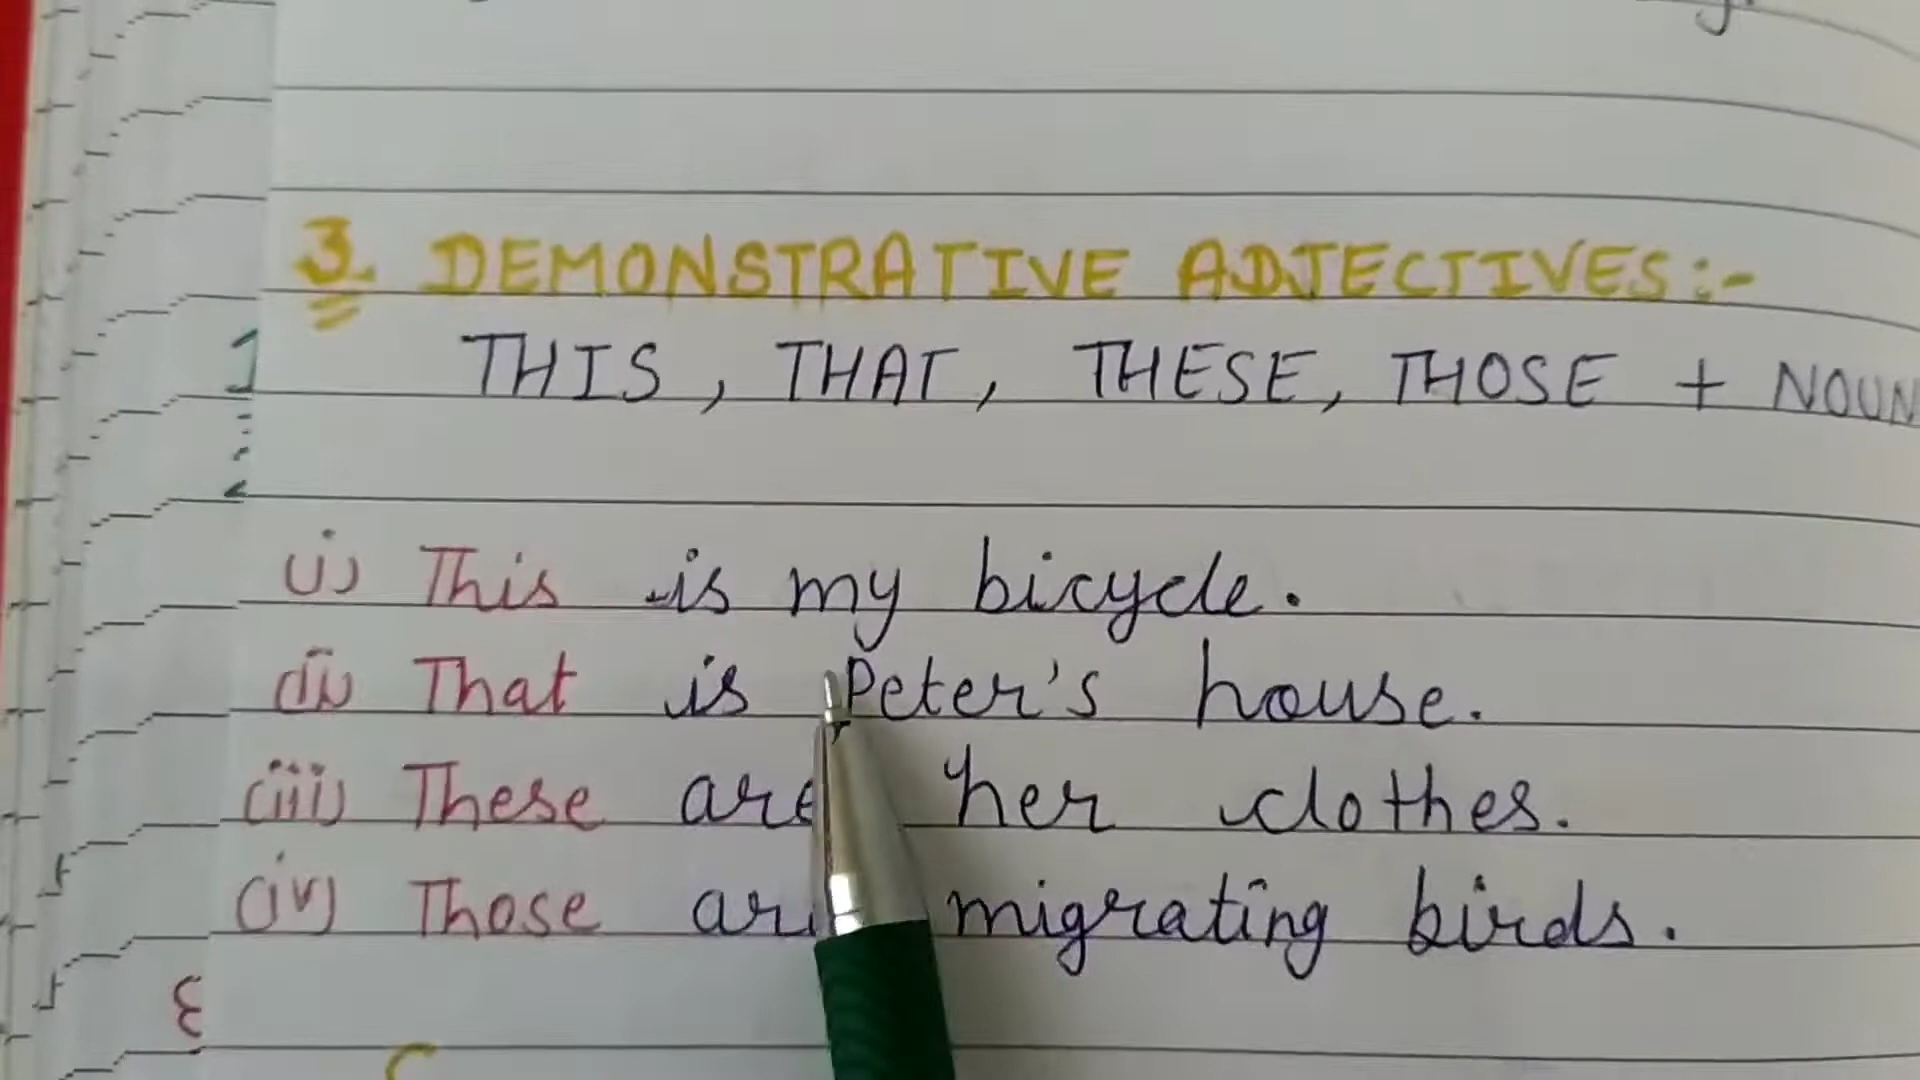 3. DEMONSTRATIVE ADJECTIVES:-
THIS, THAT, THESE, THOSE + NOUN
(i) This is my bicycle.
(ii) That is Peter's house.
(iii) These are her clothes.
(iv) Those are migrating birds.